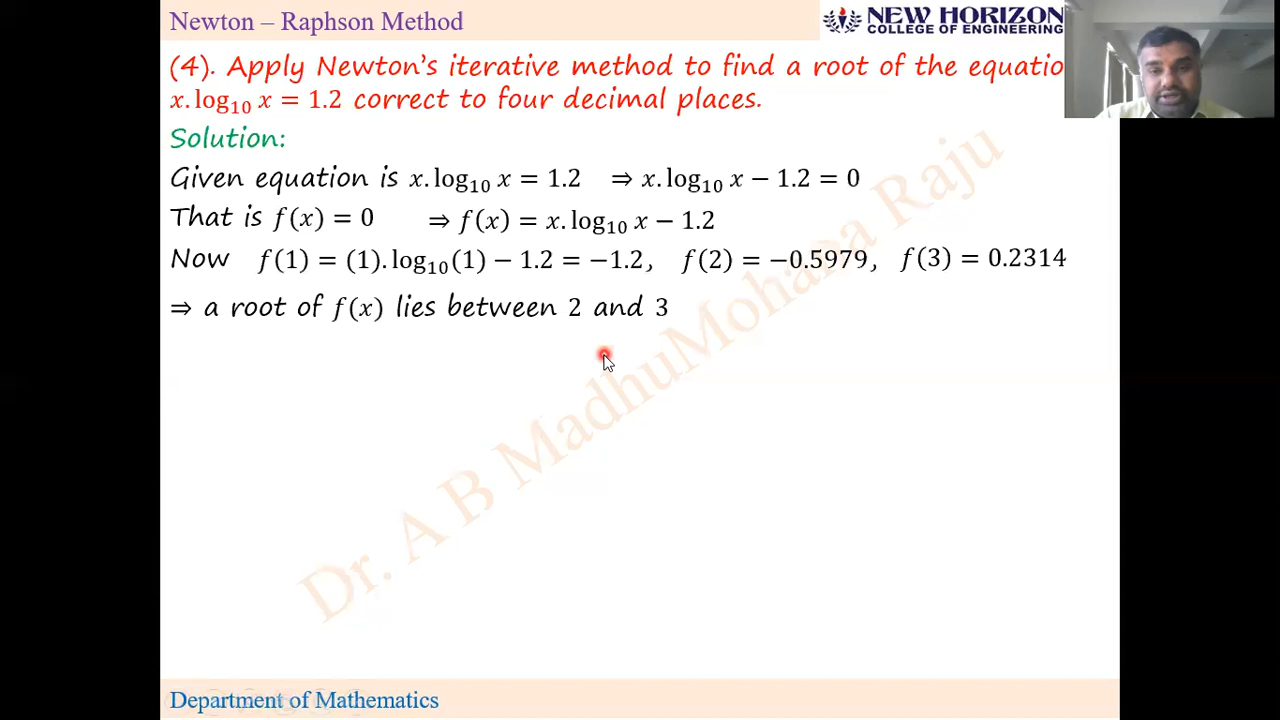 Newton – Raphson Method
NEW HORIZON
COLLEGE OF ENGINEERING
(4). Apply Newton's iterative method to find a root of the equatio
x.log₁₀ x = 1.2 correct to four decimal places.
Solution:
Given equation is x.log₁₀ x = 1.2 ⇒ x.log₁₀ x − 1.2 = 0
That is f(x) = 0 ⇒ f(x) = x.log₁₀ x − 1.2
Now f(1) = (1).log₁₀(1) − 1.2 = −1.2, f(2) = −0.5979, f(3) = 0.2314
⇒ a root of f(x) lies between 2 and 3
Dr. A B MadhuMohana Raju
Department of Mathematics